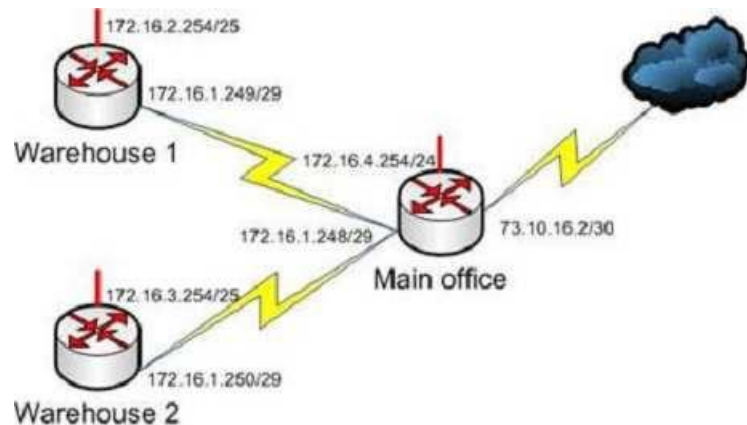 172.16.2.254/25
172.16.1.249/29
Warehouse 1
172.16.4.254/24
172.16.1.248/29
73.10.16.2/30
Main office
172.16.3.254/25
172.16.1.250/29
Warehouse 2